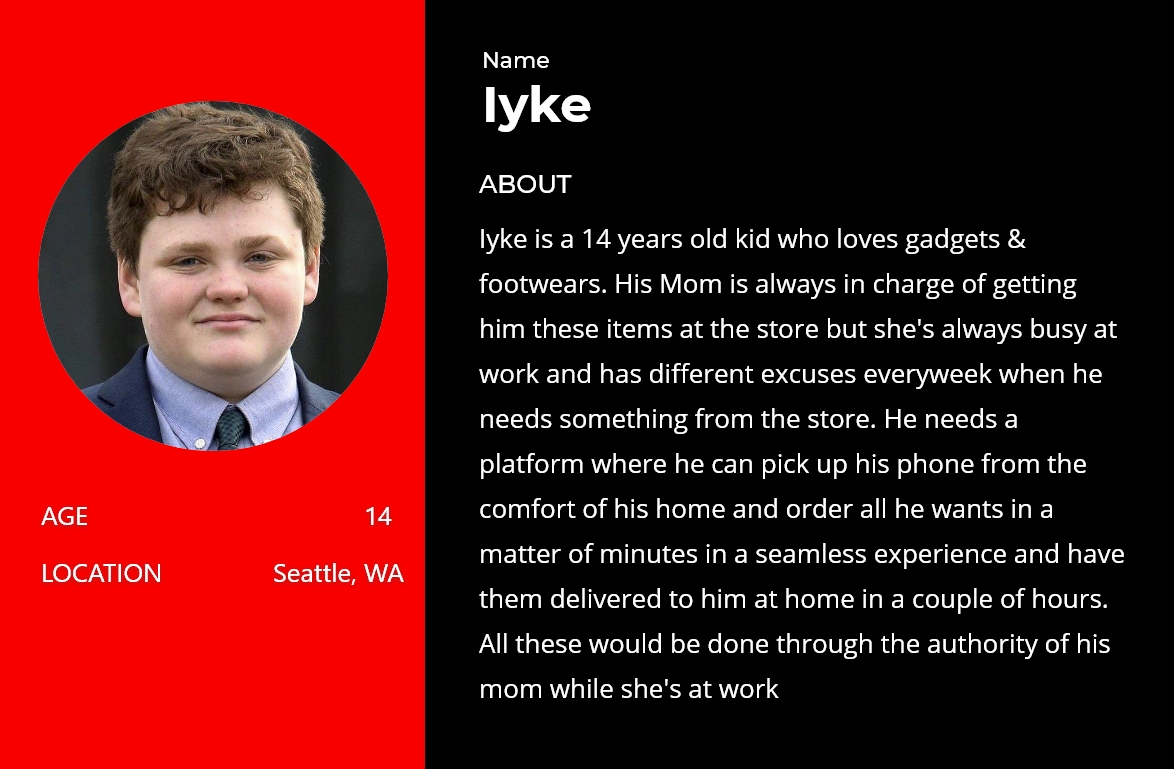 Name
Iyke
ABOUT
Iyke is a 14 years old kid who loves gadgets &
footwears. His Mom is always in charge of getting
him these items at the store but she's always busy at
work and has different excuses everyweek when he
needs something from the store. He needs a
platform where he can pick up his phone from the
comfort of his home and order all he wants in a
matter of minutes in a seamless experience and have
them delivered to him at home in a couple of hours.
All these would be done through the authority of his
mom while she's at work
AGE 14
LOCATION Seattle, WA